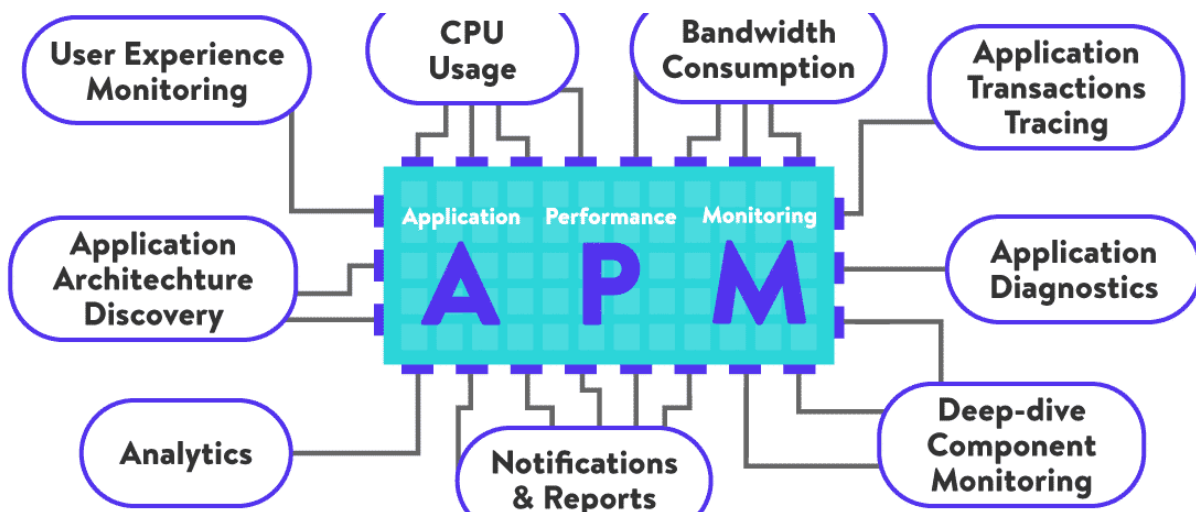 User Experience
Monitoring
CPU
Usage
Bandwidth
Consumption
Application
Transactions
Tracing
Application Performance Monitoring
A P M
Application
Architechture
Discovery
Application
Diagnostics
Analytics
Notifications
& Reports
Deep-dive
Component
Monitoring